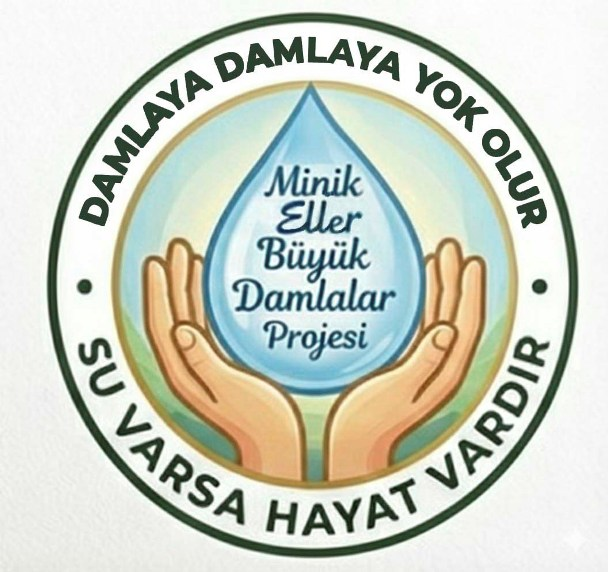 DAMLAYA DAMLAYA YOK OLUR
Minik
Eller
Büyük
Damlalar
Projesi
SU VARSA HAYAT VARDIR